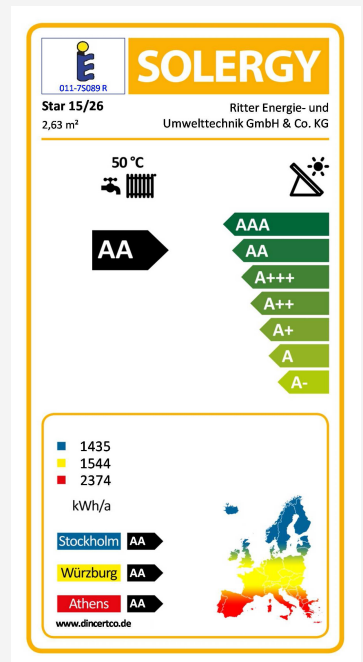 SOLERGY
011-7S089 R
Star 15/26
Ritter Energie- und
2,63 m²
Umwelttechnik GmbH & Co. KG
50 °C
AA
AAA
AA
A+++
A++
A+
A
A-
1435
1544
2374
kWh/a
Stockholm AA
Würzburg AA
Athens AA
www.dincertco.de